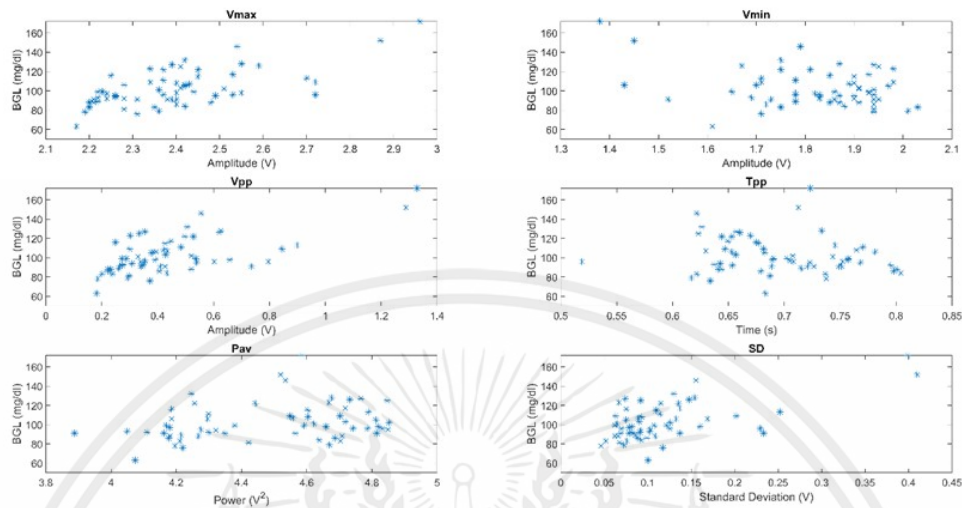 Vmax
BGL (mg/dl)
160
140
120
100
80
60
2.1 2.2 2.3 2.4 2.5 2.6 2.7 2.8 2.9 3
Amplitude (V)
Vmin
BGL (mg/dl)
160
140
120
100
80
60
1.3 1.4 1.5 1.6 1.7 1.8 1.9 2 2.1
Amplitude (V)
Vpp
BGL (mg/dl)
160
140
120
100
80
60
0 0.2 0.4 0.6 0.8 1 1.2 1.4
Amplitude (V)
Tpp
BGL (mg/dl)
160
140
120
100
80
60
0.5 0.55 0.6 0.65 0.7 0.75 0.8 0.85
Time (s)
Pav
BGL (mg/dl)
160
140
120
100
80
60
3.8 4 4.2 4.4 4.6 4.8 5
Power (V²)
SD
BGL (mg/dl)
160
140
120
100
80
60
0 0.05 0.1 0.15 0.2 0.25 0.3 0.35 0.4 0.45
Standard Deviation (V)